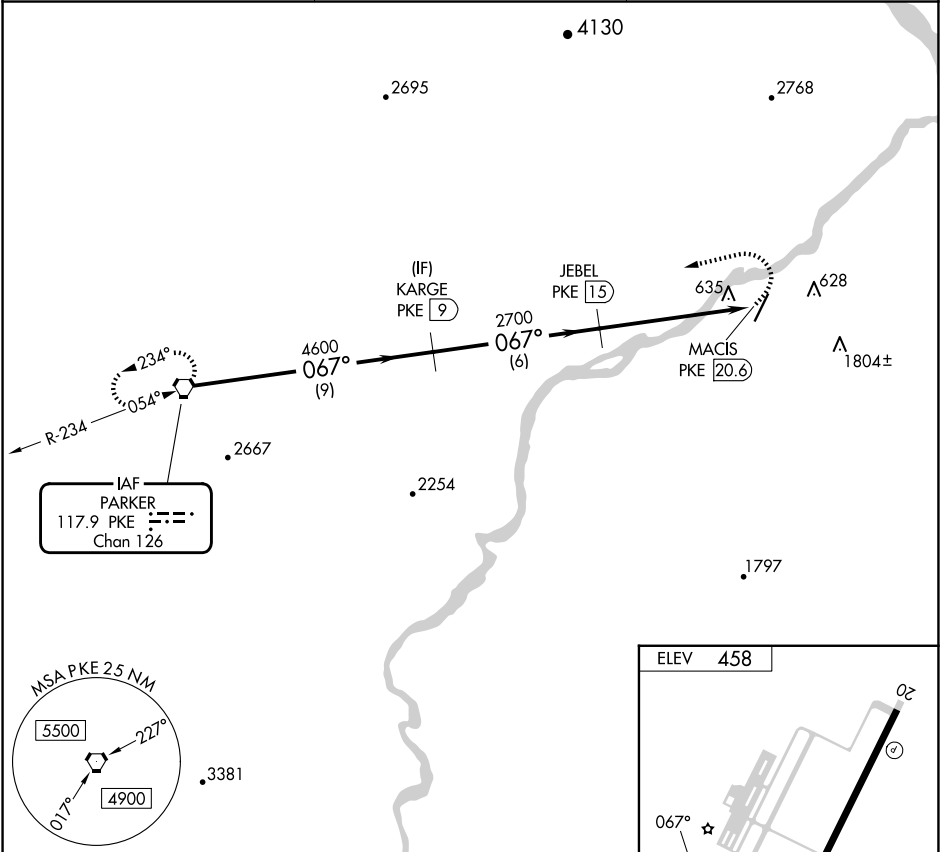 4130
2695
2768
(IF)
KARGE
PKE 9
JEBEL
PKE 15
635
628
4600
067°
(9)
2700
067°
(6)
MACIS
PKE 20.6
1804±
234°
054°
R-234
2667
2254
IAF
PARKER
117.9 PKE
Chan 126
1797
MSA PKE 25 NM
5500
227°
4900
017°
3381
ELEV 458
20
P
067°